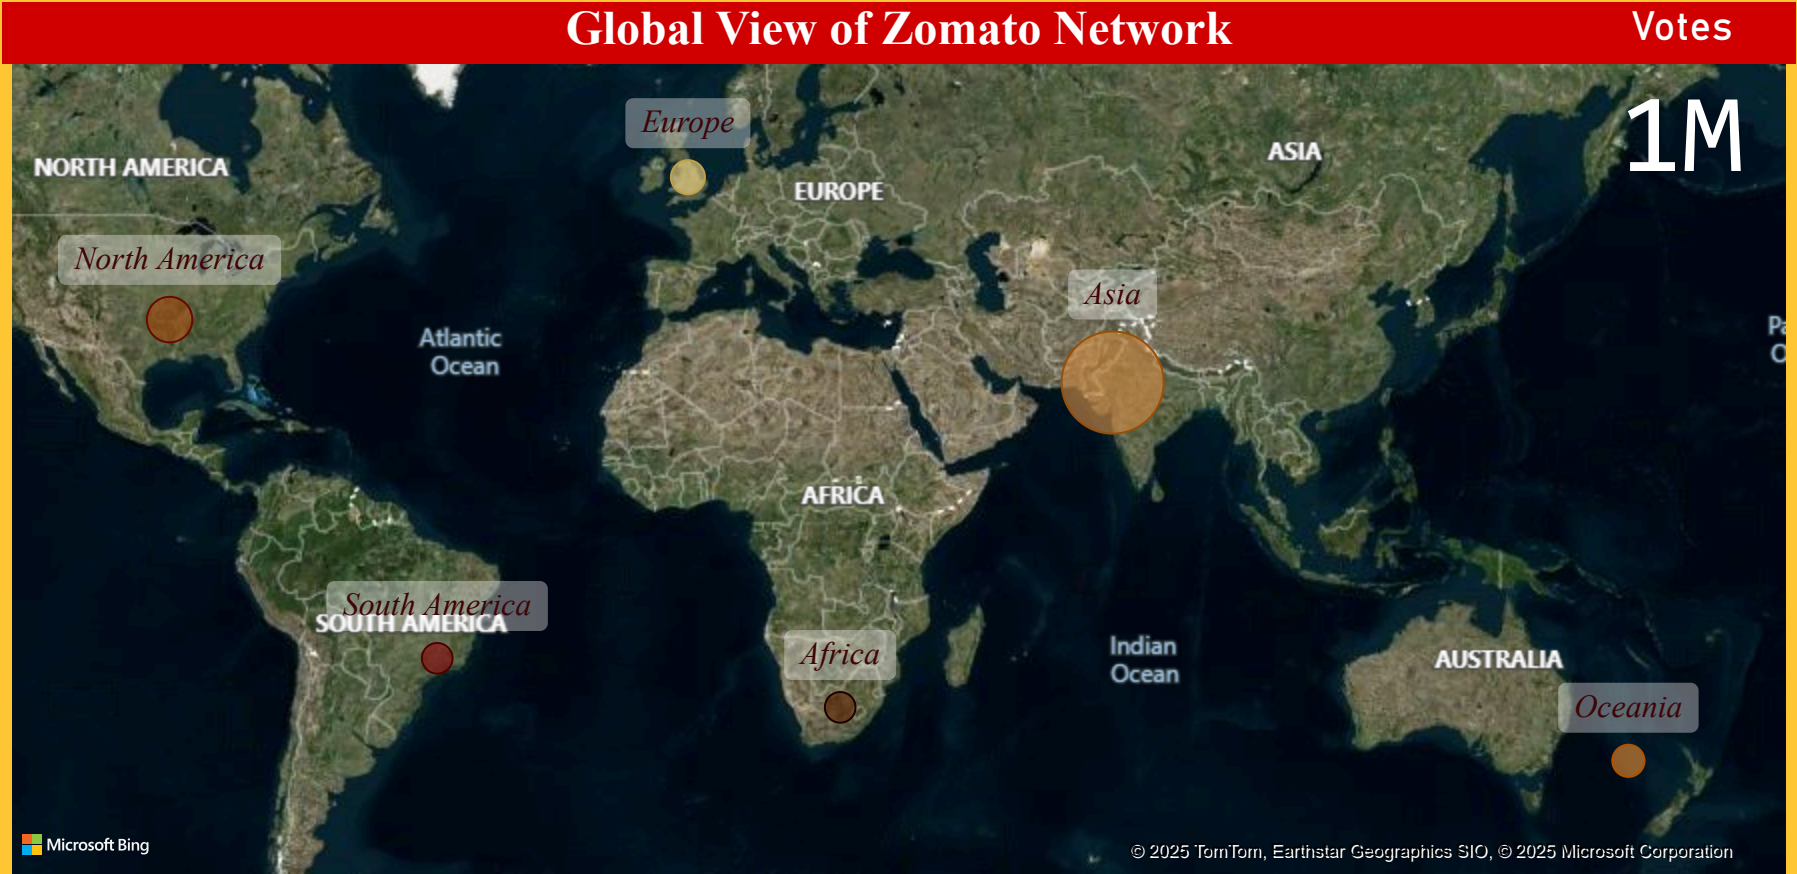 Global View of Zomato Network
Votes
1M
Europe
ASIA
NORTH AMERICA
EUROPE
North America
Asia
Atlantic
Ocean
AFRICA
South America
SOUTH AMERICA
Africa
Indian
Ocean
AUSTRALIA
Oceania
Microsoft Bing
© 2025 TomTom, Earthstar Geographics SIO, © 2025 Microsoft Corporation